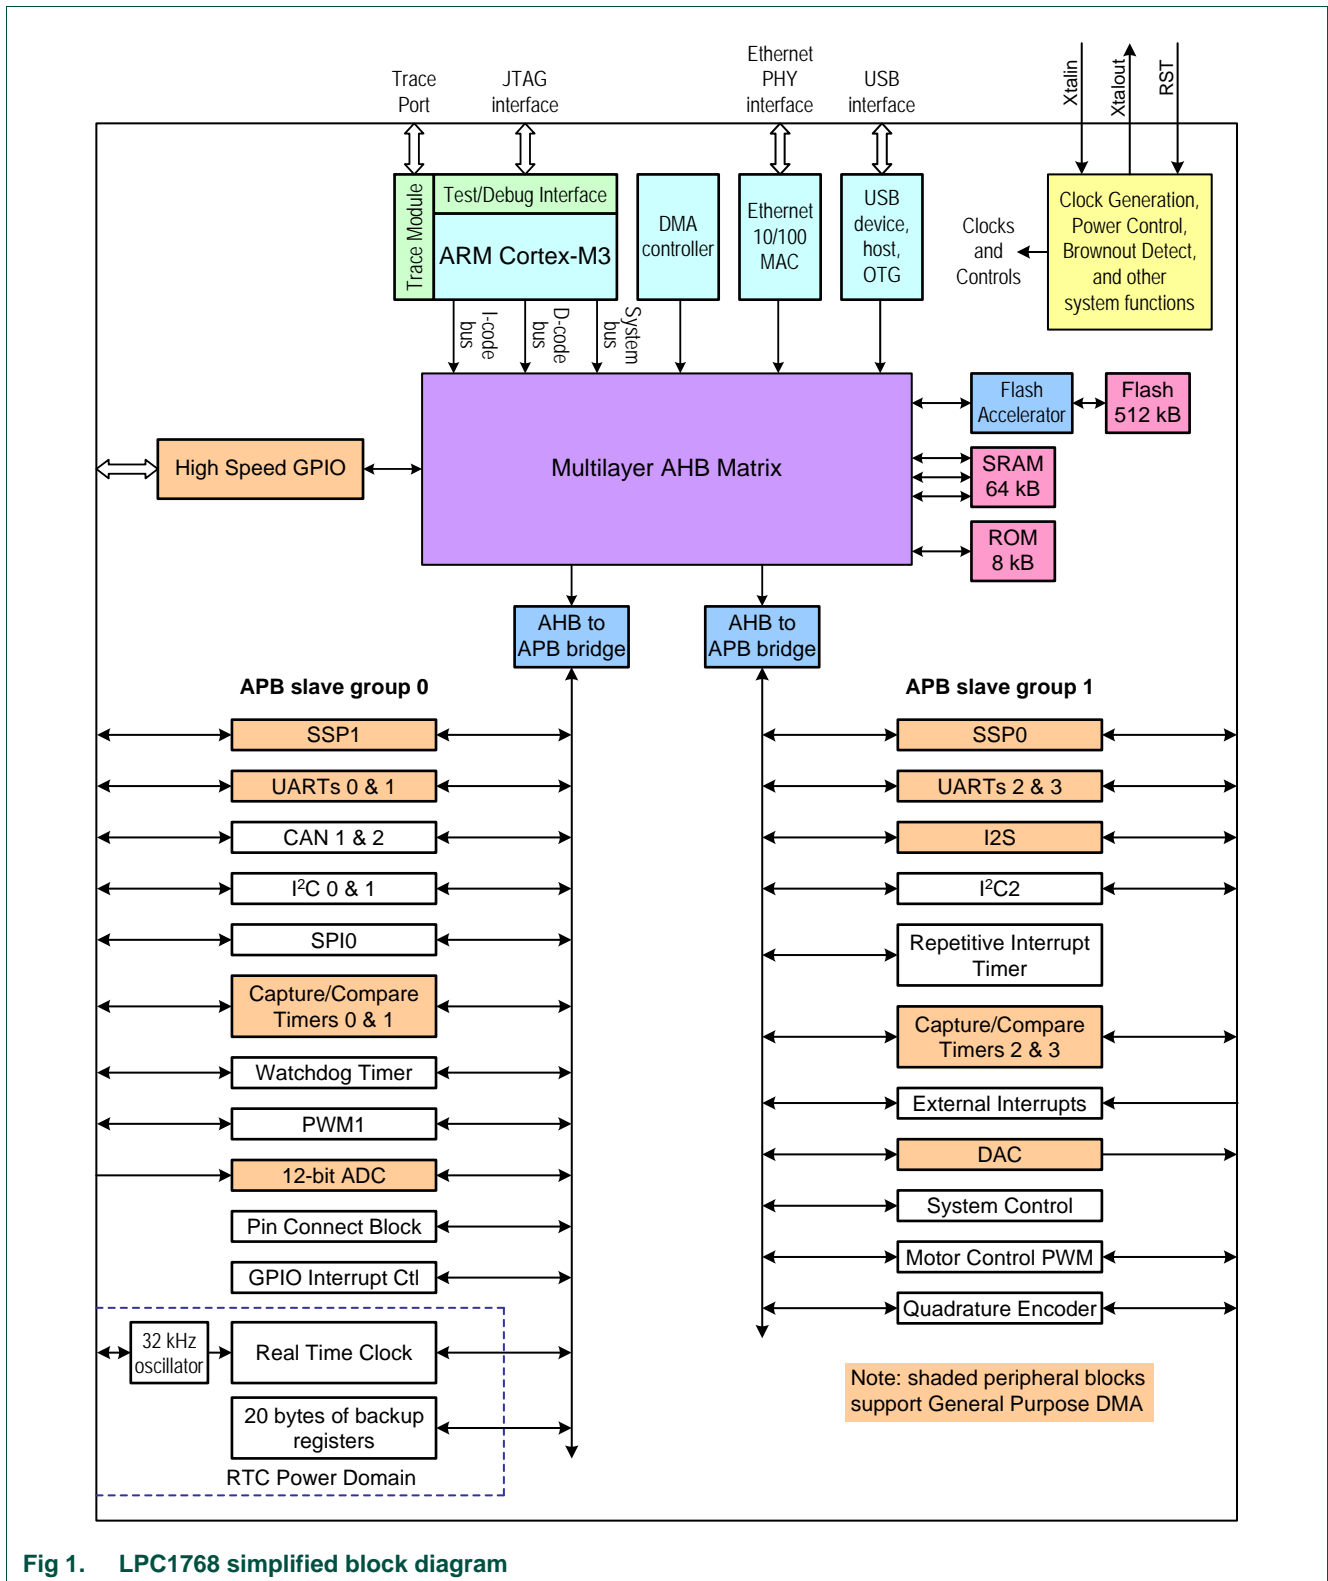 Trace
Port
JTAG
interface
Ethernet
PHY
interface
USB
interface
Xtalin
Xtalout
RST
Trace Module
Test/Debug Interface
ARM Cortex-M3
DMA
controller
Ethernet
10/100
MAC
USB
device,
host,
OTG
Clocks
and
Controls
Clock Generation,
Power Control,
Brownout Detect,
and other
system functions
I-code
bus
D-code
bus
System
bus
Multilayer AHB Matrix
High Speed GPIO
Flash
Accelerator
Flash
512 kB
SRAM
64 kB
ROM
8 kB
AHB to
APB bridge
AHB to
APB bridge
APB slave group 0
SSP1
UARTs 0 & 1
CAN 1 & 2
I²C 0 & 1
SPI0
Capture/Compare
Timers 0 & 1
Watchdog Timer
PWM1
12-bit ADC
Pin Connect Block
GPIO Interrupt Ctl
32 kHz
oscillator
Real Time Clock
20 bytes of backup
registers
RTC Power Domain
APB slave group 1
SSP0
UARTs 2 & 3
I2S
I²C2
Repetitive Interrupt
Timer
Capture/Compare
Timers 2 & 3
External Interrupts
DAC
System Control
Motor Control PWM
Quadrature Encoder
Note: shaded peripheral blocks
support General Purpose DMA
Fig 1. LPC1768 simplified block diagram